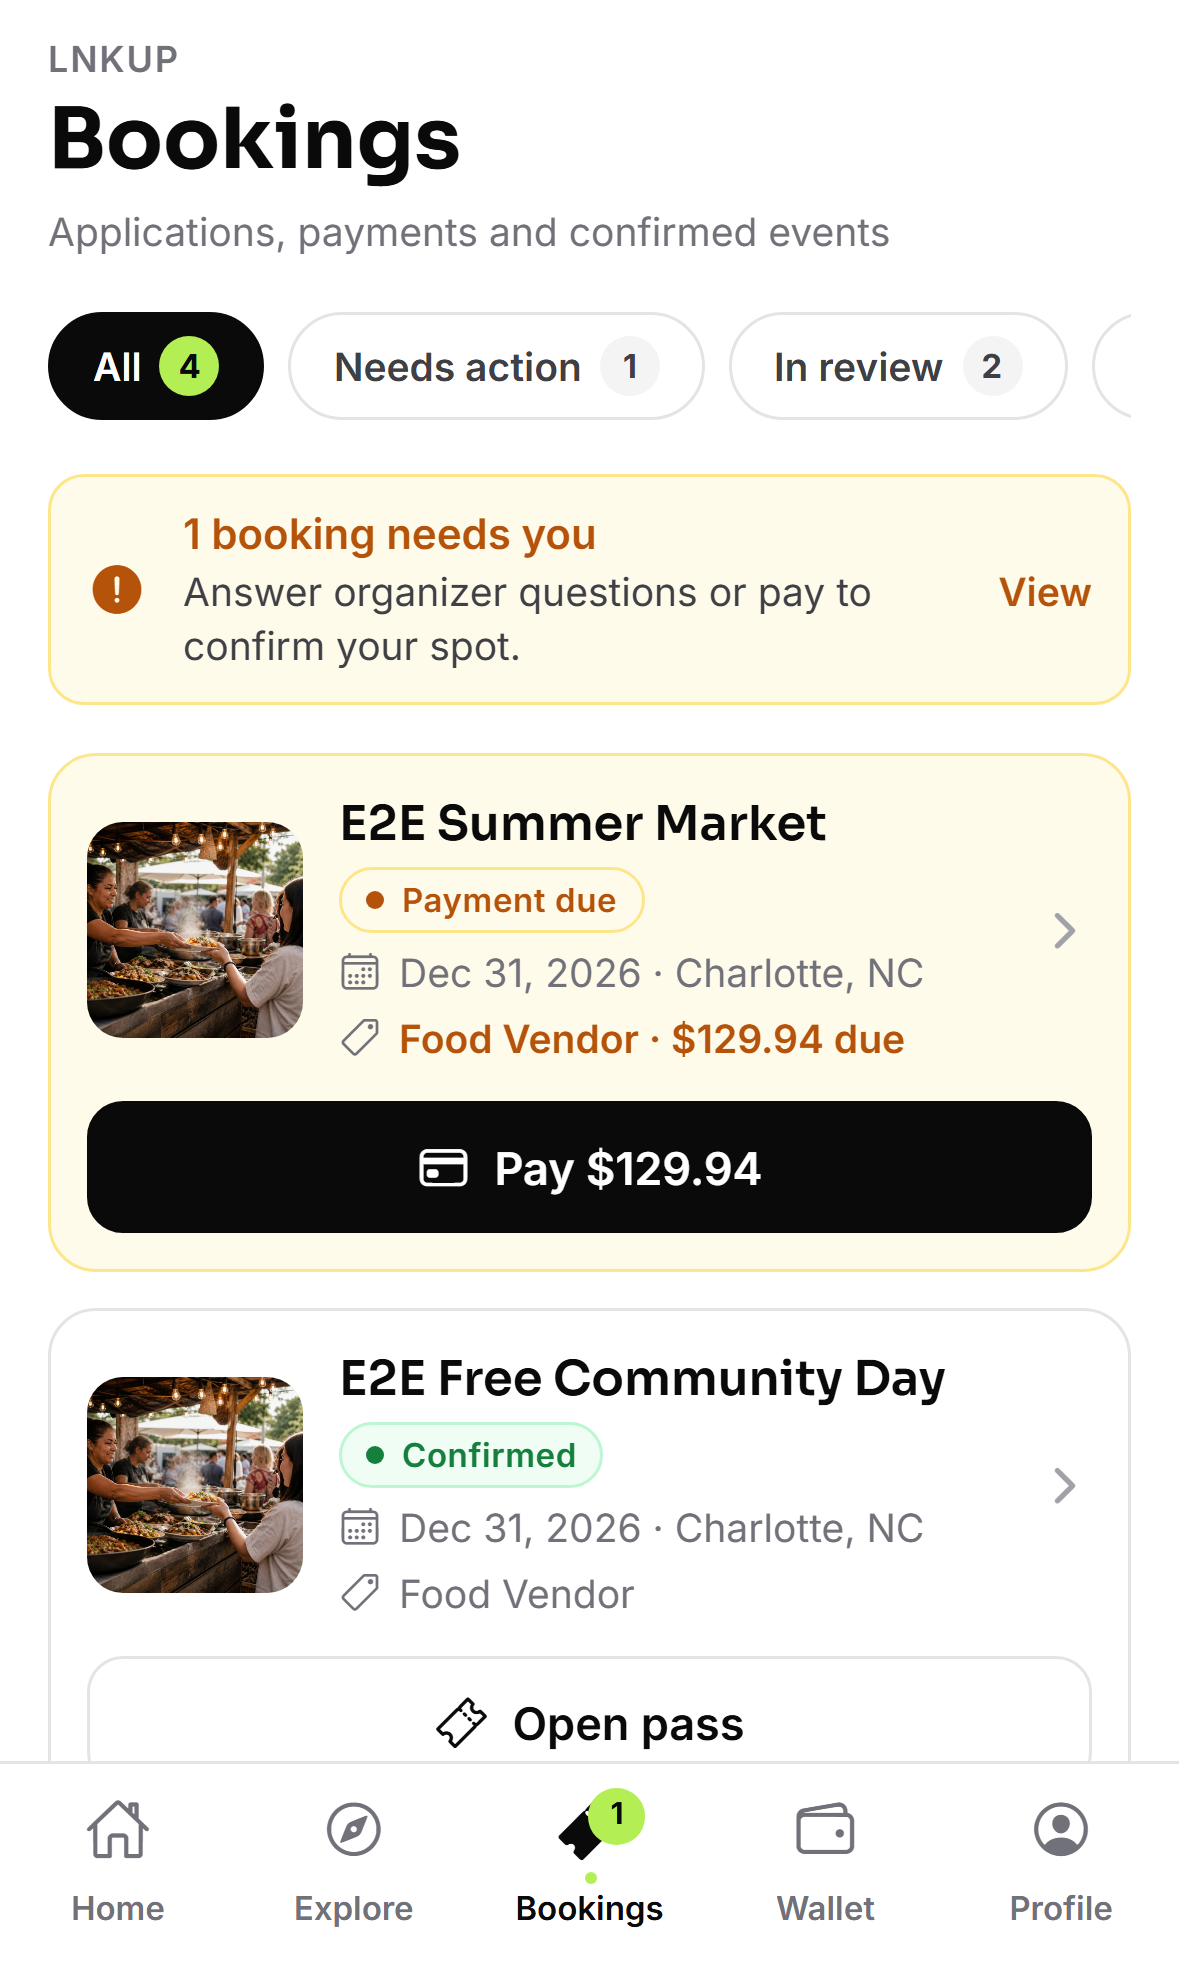 LNKUP
Bookings
Applications, payments and confirmed events
All 4
Needs action 1
In review 2
1 booking needs you
Answer organizer questions or pay to
confirm your spot.
View
E2E Summer Market
Payment due
Dec 31, 2026 · Charlotte, NC
Food Vendor · $129.94 due
Pay $129.94
E2E Free Community Day
Confirmed
Dec 31, 2026 · Charlotte, NC
Food Vendor
Open pass
1
Home
Explore
Bookings
Wallet
Profile